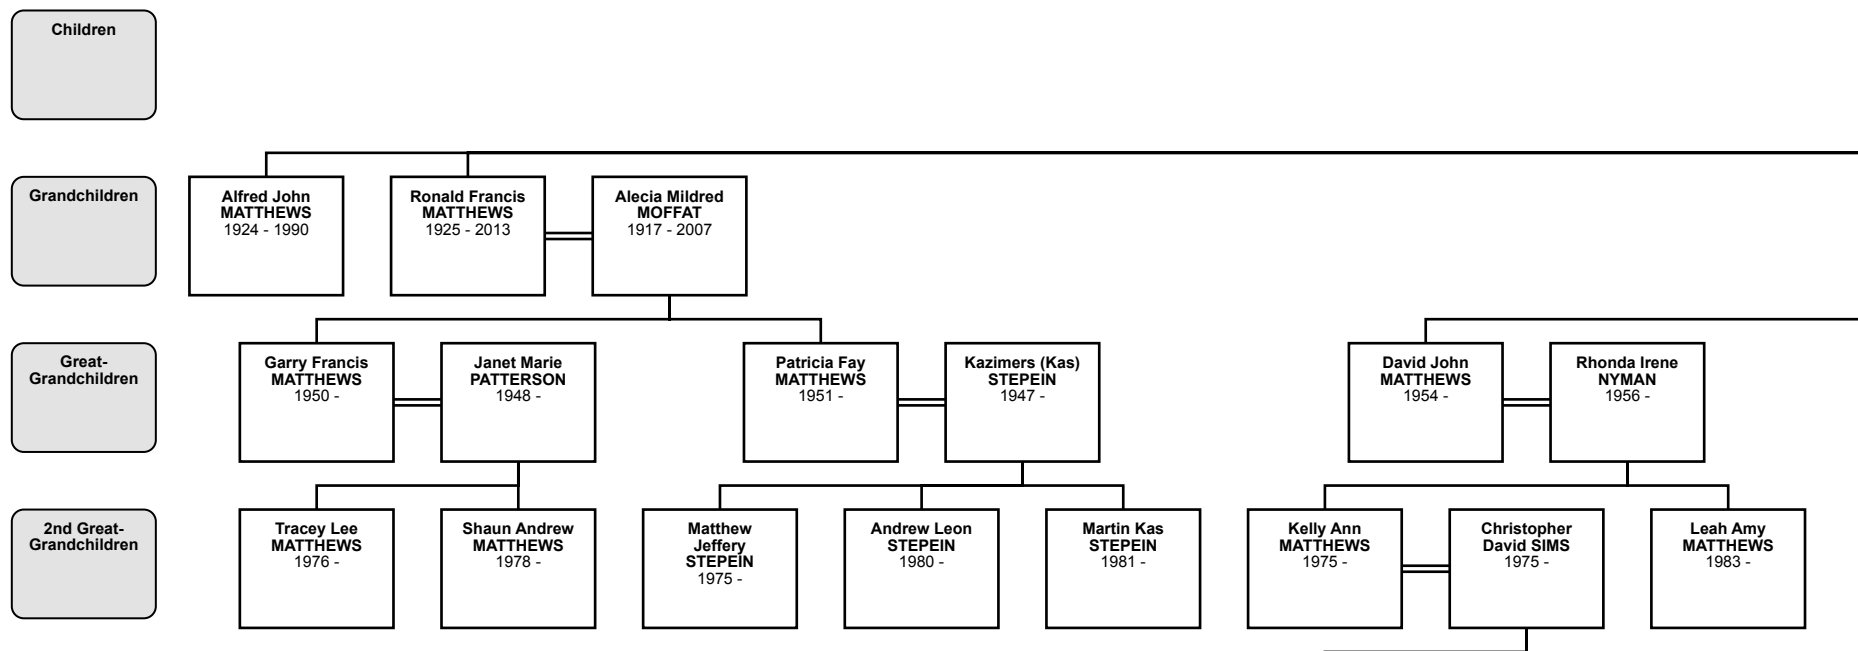 Children
Grandchildren
Alfred John
MATTHEWS
1924 - 1990
Ronald Francis
MATTHEWS
1925 - 2013
Alecia Mildred
MOFFAT
1917 - 2007
Great-
Grandchildren
Garry Francis
MATTHEWS
1950 -
Janet Marie
PATTERSON
1948 -
Patricia Fay
MATTHEWS
1951 -
Kazimers (Kas)
STEPEIN
1947 -
David John
MATTHEWS
1954 -
Rhonda Irene
NYMAN
1956 -
2nd Great-
Grandchildren
Tracey Lee
MATTHEWS
1976 -
Shaun Andrew
MATTHEWS
1978 -
Matthew
Jeffery
STEPEIN
1975 -
Andrew Leon
STEPEIN
1980 -
Martin Kas
STEPEIN
1981 -
Kelly Ann
MATTHEWS
1975 -
Christopher
David SIMS
1975 -
Leah Amy
MATTHEWS
1983 -